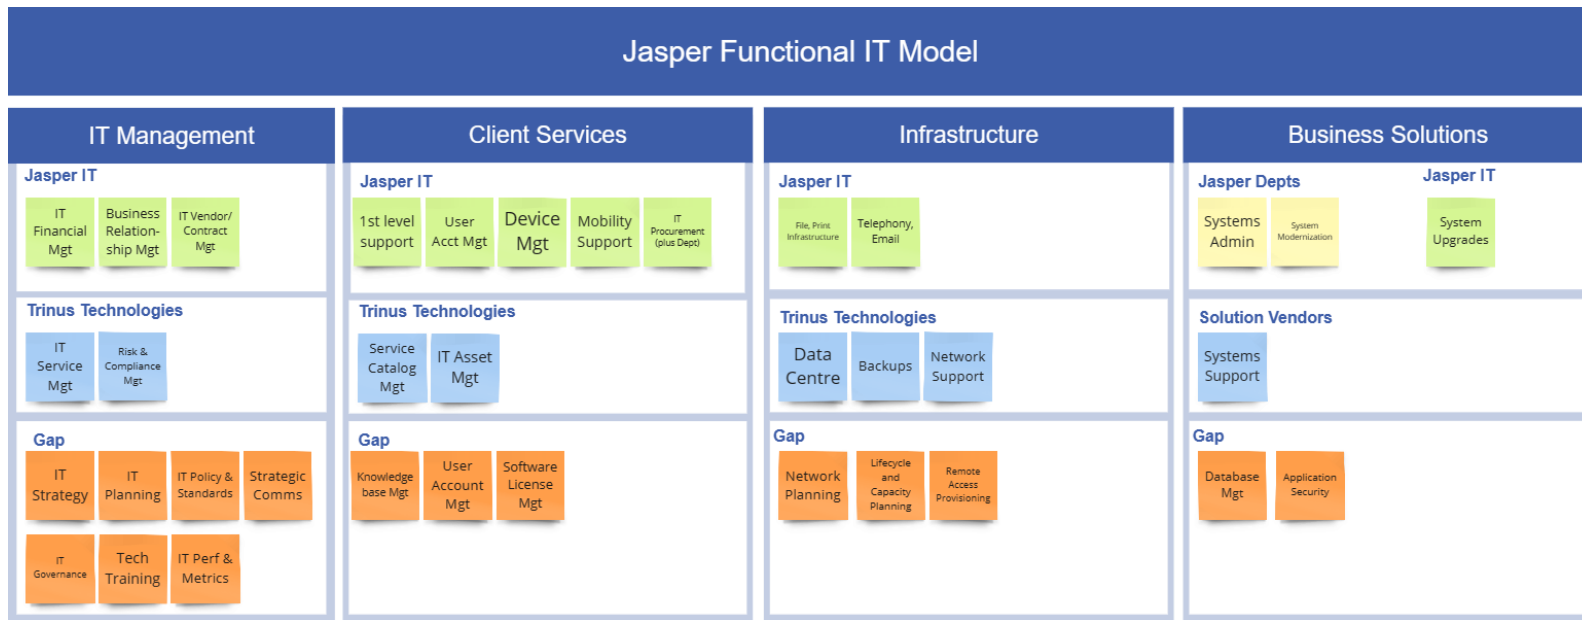 Jasper Functional IT Model
IT Management
Jasper IT
IT
Financial
Mgt
Business
Relation-
ship Mgt
IT Vendor/
Contract
Mgt
Trinus Technologies
IT
Service
Mgt
Risk &
Compliance
Mgt
Gap
IT
Strategy
IT
Planning
IT Policy &
Standards
Strategic
Comms
IT
Governance
Tech
Training
IT Perf &
Metrics
Client Services
Jasper IT
1st level
support
User
Acct Mgt
Device
Mgt
Mobility
Support
IT
Procurement
(plus Dept)
Trinus Technologies
Service
Catalog
Mgt
IT Asset
Mgt
Gap
Knowledge
base Mgt
User
Account
Mgt
Software
License
Mgt
Infrastructure
Jasper IT
File, Print
Infrastructure
Telephony,
Email
Trinus Technologies
Data
Centre
Backups
Network
Support
Gap
Network
Planning
Lifecycle
and
Capacity
Planning
Remote
Access
Provisioning
Business Solutions
Jasper Depts
Systems
Admin
System
Modernization
Jasper IT
System
Upgrades
Solution Vendors
Systems
Support
Gap
Database
Mgt
Application
Security